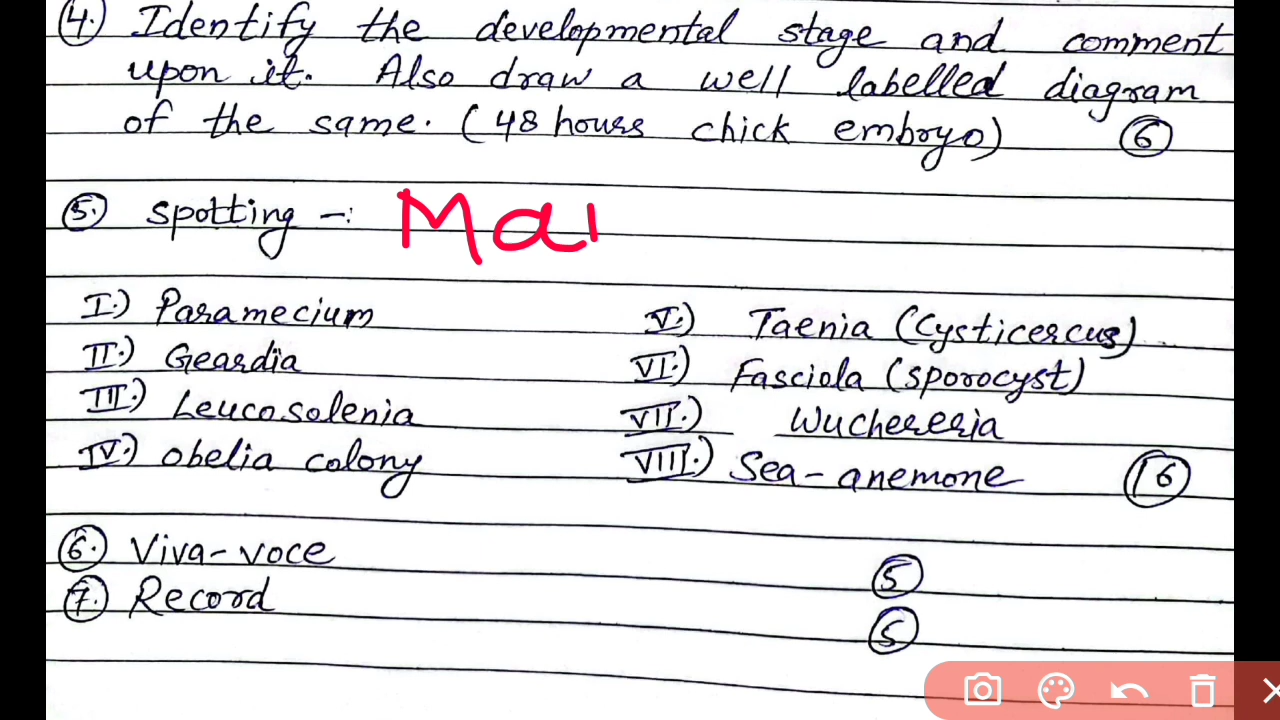 4. Identify the developmental stage and comment
upon it. Also draw a well labelled diagram
of the same. (48 hours chick embryo) 6
5. Spotting -: Mar
I.) Paramecium
II.) Geardia
III.) Leucosolenia
IV.) Obelia colony
V.) Taenia (Cysticercus)
VI.) Fasciola (sporocyst)
VII.) Wuchereria
VIII.) Sea-anemone 16
6. Viva-voce 5
7. Record 5